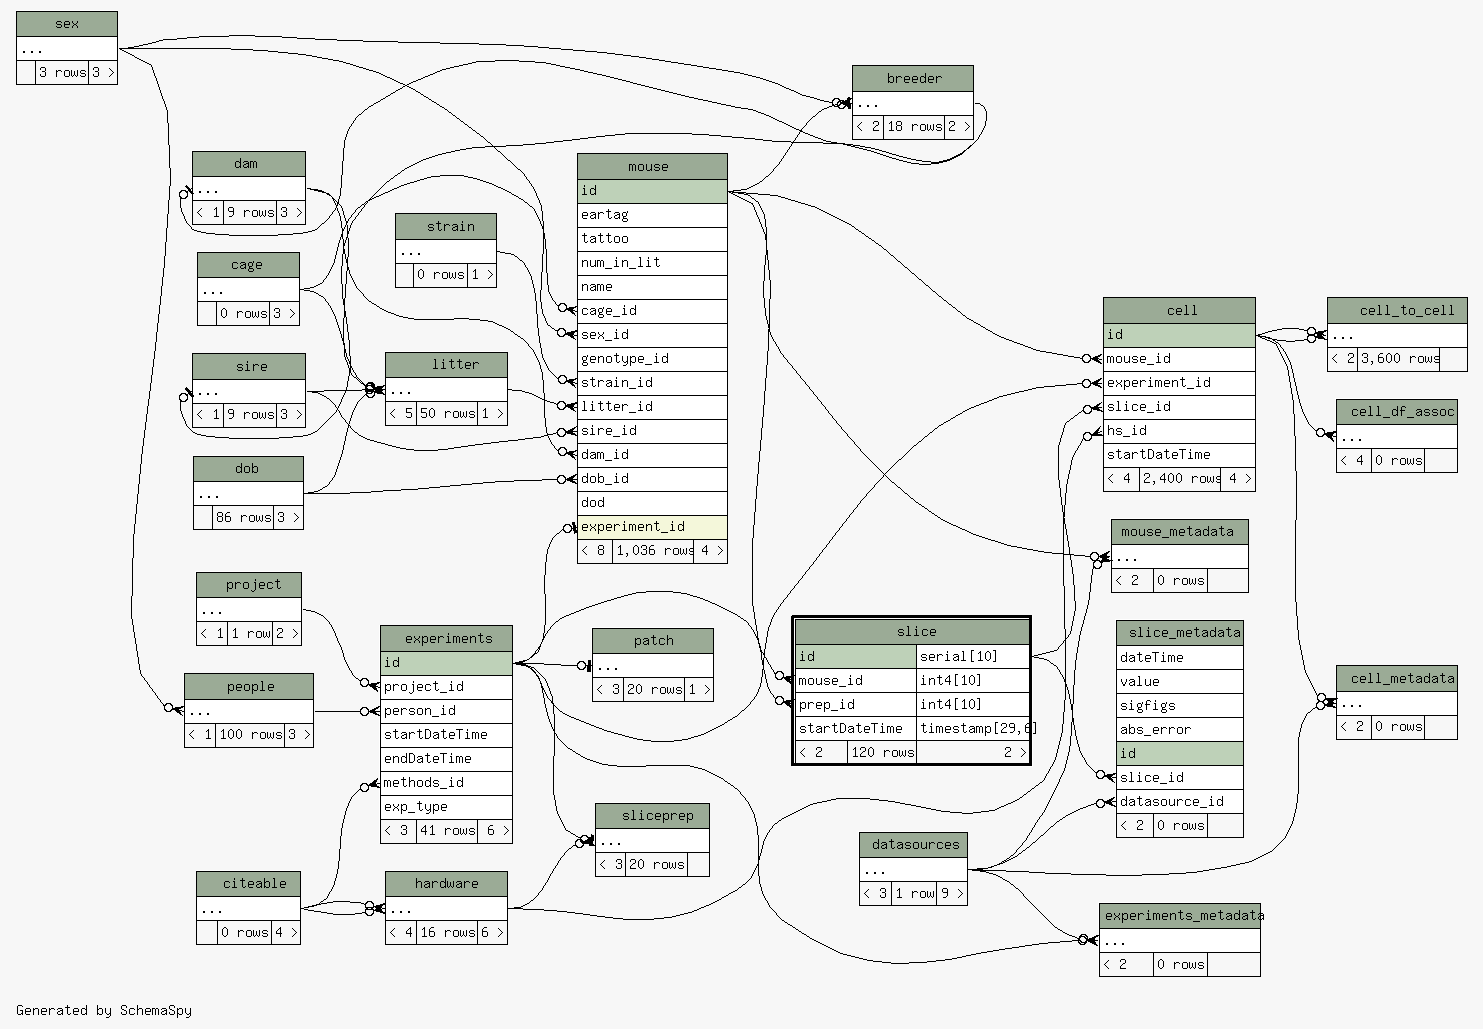 sex
...
3 rows 3 >
breeder
...
< 2 18 rows 2 >
dam
...
< 1 9 rows 3 >
cage
...
0 rows 3 >
sire
...
< 1 9 rows 3 >
dob
...
86 rows 3 >
strain
...
0 rows 1 >
litter
...
< 5 50 rows 1 >
mouse
id
eartag
tattoo
num_in_lit
name
cage_id
sex_id
genotype_id
strain_id
litter_id
sire_id
dam_id
dob_id
dod
experiment_id
< 8 1,036 rows 4 >
cell
id
mouse_id
experiment_id
slice_id
hs_id
startDateTime
< 4 2,400 rows 4 >
cell_to_cell
...
< 2 3,600 rows
cell_df_assoc
...
< 4 0 rows
mouse_metadata
...
< 2 0 rows
project
...
< 1 1 row 2 >
people
...
< 1 100 rows 3 >
experiments
id
project_id
person_id
startDateTime
endDateTime
methods_id
exp_type
< 3 41 rows 6 >
patch
...
< 3 20 rows 1 >
slice
id serial[10]
mouse_id int4[10]
prep_id int4[10]
startDateTime timestamp[29,6]
< 2 120 rows 2 >
slice_metadata
dateTime
value
sigfigs
abs_error
id
slice_id
datasource_id
< 2 0 rows
cell_metadata
...
< 2 0 rows
sliceprep
...
< 3 20 rows
datasources
...
< 3 1 row 9 >
citeable
...
0 rows 4 >
hardware
...
< 4 16 rows 6 >
experiments_metadata
...
< 2 0 rows
Generated by SchemaSpy